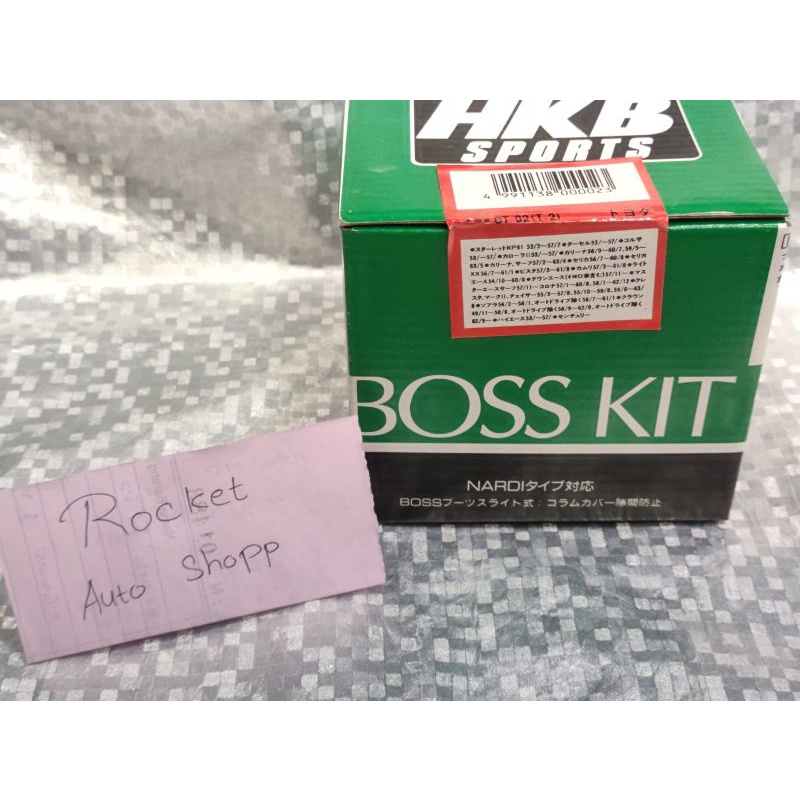 HKB
SPORTS
4 991138 000023
OT 02(T-2) トヨタ
●スターレットKP61 53/2〜57/7●ターセル53/〜57/●コルサ
53/〜57/●カローラII53/〜57/●カリーナ56/9〜60/7、59/5〜
63/5●カリーナ、サーフ57/2〜63/4●セリカ56/7〜60/8●セリカ
XX56/7〜61/1●ビスタ57/3〜61/8●カムリ57/3〜61/8●ライト
エース54/10〜60/8●タウンエース(4WD車含む)57/11〜●マス
ターエースサーフ57/11〜●コロナ57/1〜60/8、58/1〜62/12●クレ
スタ、マークII、チェイサー55/3〜57/8、55/10〜59/8、59/8〜63/
8●ソアラ56/2〜58/1、オートドライブ除く58/7〜61/1●クラウン
49/11〜58/8、オートドライブ除く58/9〜62/8、オートドライブ除く
62/9〜●ハイエース53/〜57/●センチュリー
BOSS KIT
NARDIタイプ対応
BOSSブーツスライト式:コラムカバー隙間防止
Rocket
Auto Shopp